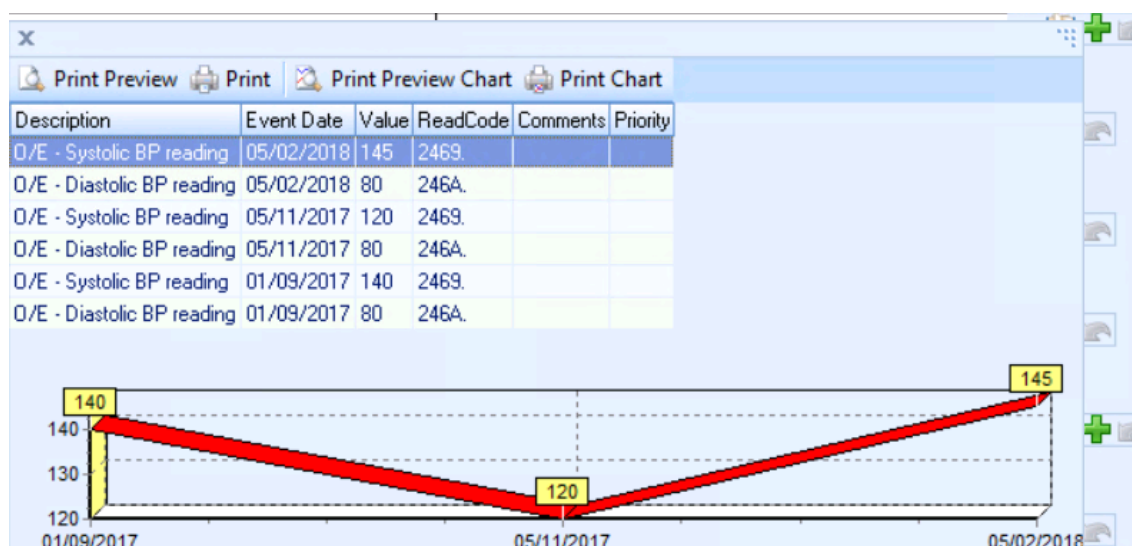 X
Print Preview Print Print Preview Chart Print Chart
Description Event Date Value ReadCode Comments Priority
O/E - Systolic BP reading 05/02/2018 145 2469.
O/E - Diastolic BP reading 05/02/2018 80 246A.
O/E - Systolic BP reading 05/11/2017 120 2469.
O/E - Diastolic BP reading 05/11/2017 80 246A.
O/E - Systolic BP reading 01/09/2017 140 2469.
O/E - Diastolic BP reading 01/09/2017 80 246A.
145
140
140
130
120
120
01/09/2017 05/11/2017 05/02/2018